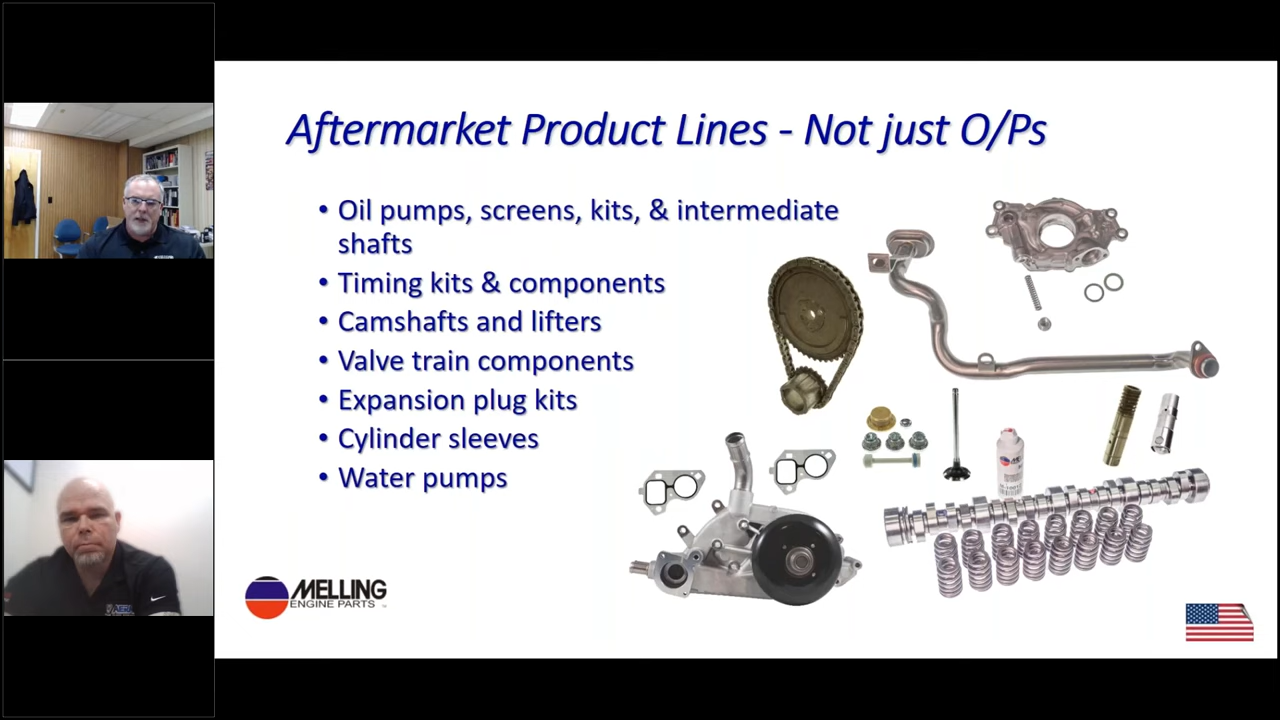 Aftermarket Product Lines - Not just O/Ps
• Oil pumps, screens, kits, & intermediate
shafts
• Timing kits & components
• Camshafts and lifters
• Valve train components
• Expansion plug kits
• Cylinder sleeves
• Water pumps
MELLING
ENGINE PARTS